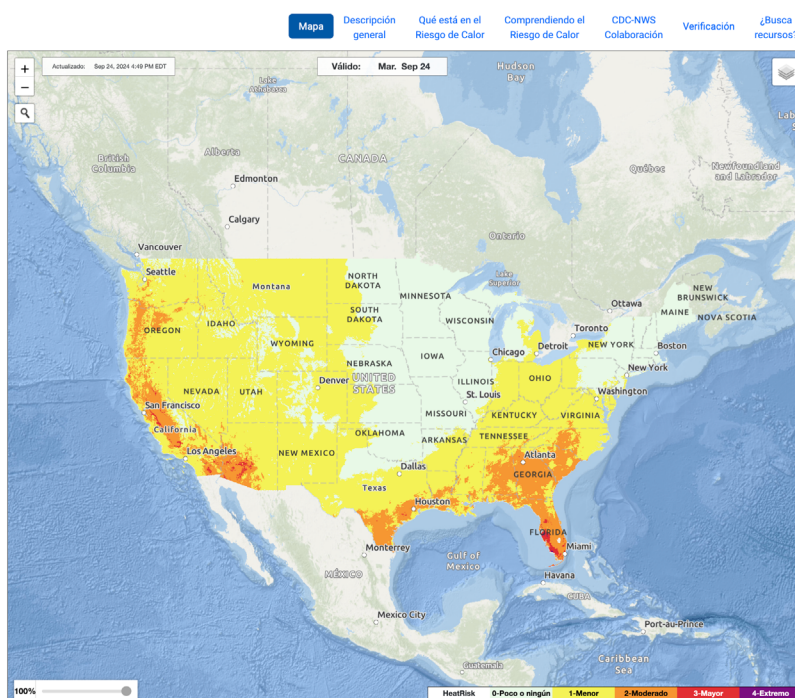 Mapa
Descripción
general
Qué está en el
Riesgo de Calor
Comprendiendo el
Riesgo de Calor
CDC-NWS
Colaboración
Verificación
¿Busca
recursos?
+
Actualizado: Sep 24, 2024 4:49 PM EDT
Válido: Mar. Sep 24
−
Hudson
Bay
Lake
Athabasca
British
Columbia
Alberta
CANADA
Québec
Newfoundland
and Labrador
Edmonton
Calgary
Ontario
Vancouver
Seattle
Montana
NORTH
DAKOTA
MINNESOTA
Lake
Superior
NEW
BRUNSWICK
MAINE
NOVA SCOTIA
Ottawa
OREGON
IDAHO
SOUTH
DAKOTA
WISCONSIN
Toronto
WYOMING
Detroit
NEW YORK
Boston
Chicago
IOWA
NEBRASKA
New York
NEVADA
UTAH
Denver
UNITED
STATES
ILLINOIS
OHIO
St. Louis
Washington
San Francisco
MISSOURI
KENTUCKY
VIRGINIA
California
OKLAHOMA
ARKANSAS
TENNESSEE
Los Angeles
NEW MEXICO
Atlanta
Dallas
GEORGIA
Texas
Houston
FLORIDA
Monterrey
Miami
Gulf of
Mexico
MÉXICO
Havana
CUBA
Mexico City
Port-au-Prince
Guatemala
Caribbean
Sea
100%
HeatRisk 0-Poco o ningún 1-Menor 2-Moderado 3-Mayor 4-Extremo